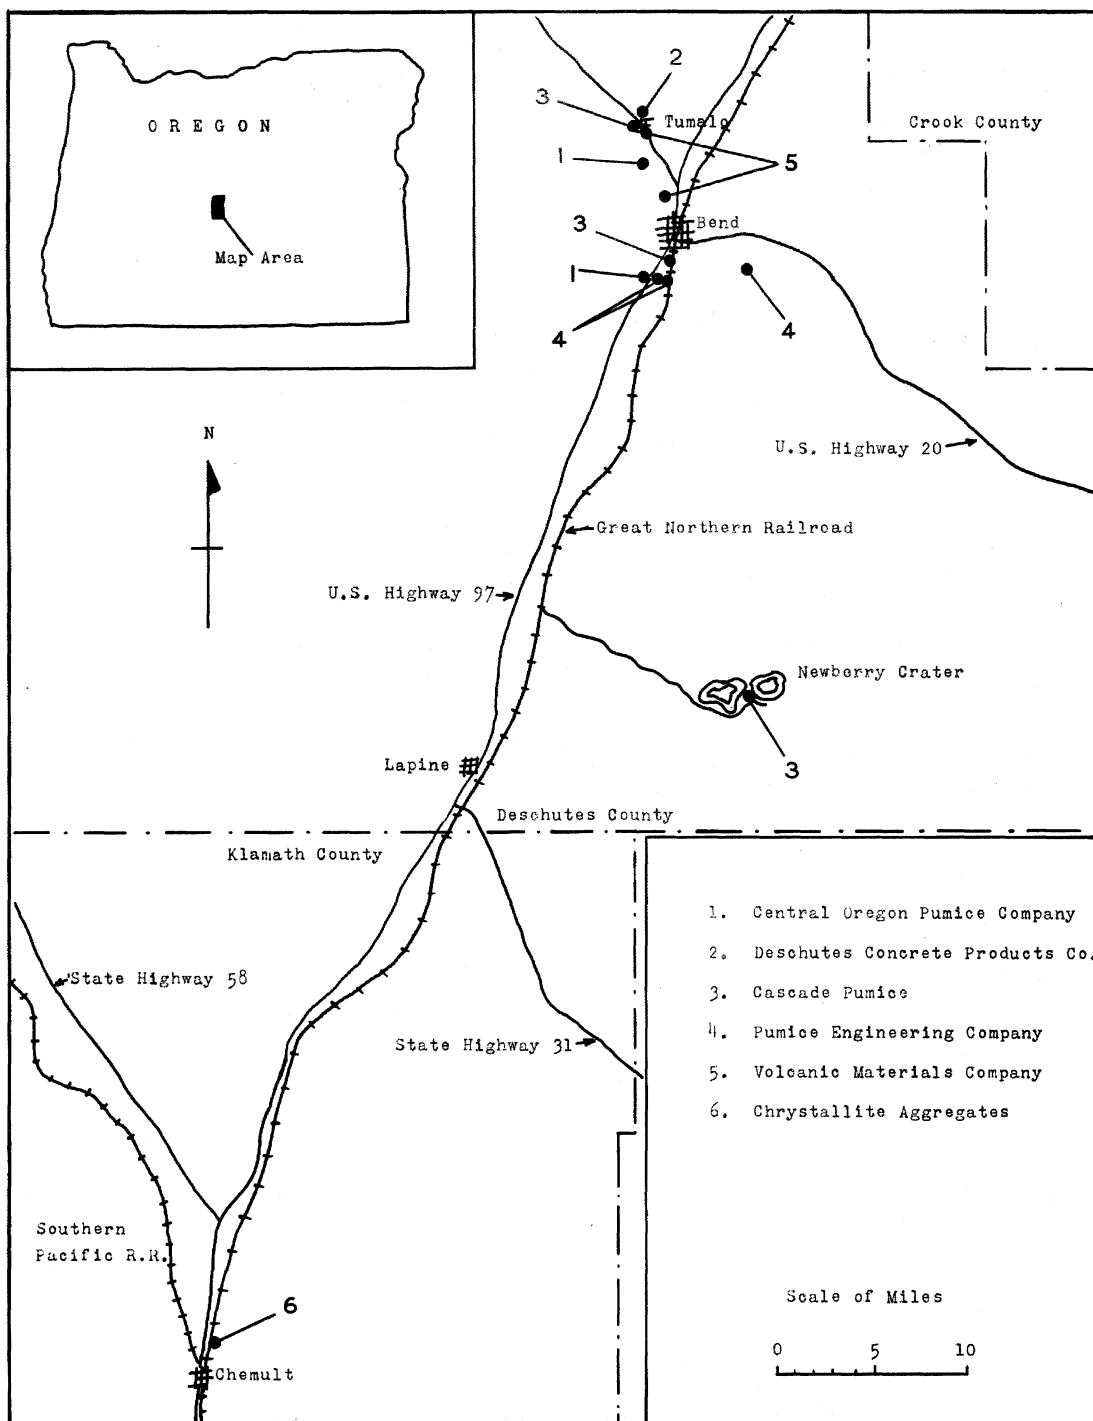 OREGON
Map Area
2
3
Tumalo
Crook County
1
5
3
Bend
1
4
4
N
U.S. Highway 20
Great Northern Railroad
U.S. Highway 97
Newberry Crater
Lapine
3
Deschutes County
Klamath County
1. Central Oregon Pumice Company
2. Deschutes Concrete Products Co.
3. Cascade Pumice
4. Pumice Engineering Company
5. Volcanic Materials Company
6. Chrystallite Aggregates
State Highway 58
State Highway 31
Southern
Pacific R.R.
6
Chemult
Scale of Miles
0 5 10